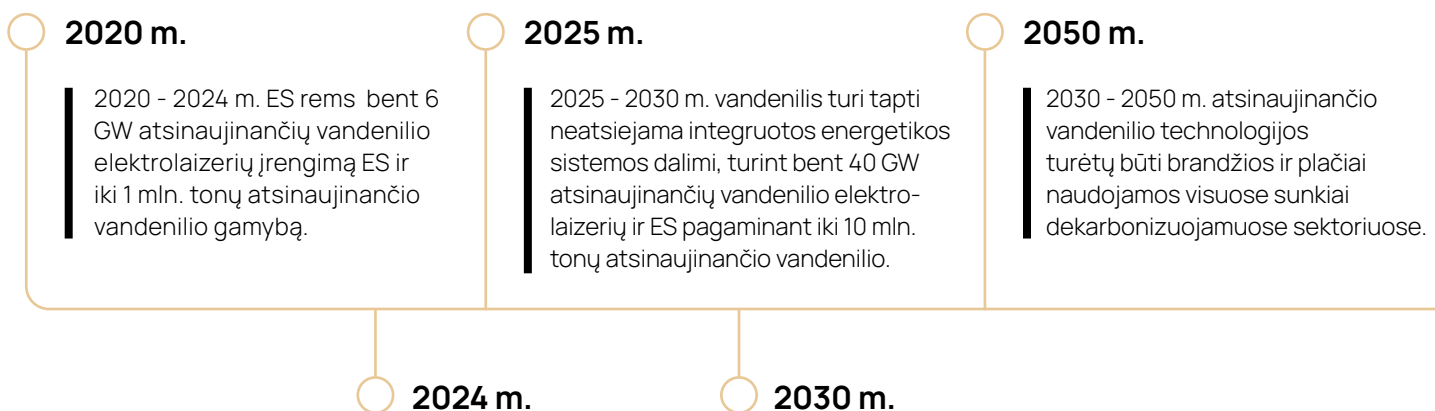 2020 m.
2020 - 2024 m. ES rems bent 6
GW atsinaujinančių vandenilio
elektrolaizerių įrengimą ES ir
iki 1 mln. tonų atsinaujinančio
vandenilio gamybą.
2025 m.
2025 - 2030 m. vandenilis turi tapti
neatsiejama integruotos energetikos
sistemos dalimi, turint bent 40 GW
atsinaujinančių vandenilio elektro-
laizerių ir ES pagaminant iki 10 mln.
tonų atsinaujinančio vandenilio.
2050 m.
2030 - 2050 m. atsinaujinančio
vandenilio technologijos
turėtų būti brandžios ir plačiai
naudojamos visuose sunkiai
dekarbonizuojamuose sektoriuose.
2024 m.
2030 m.